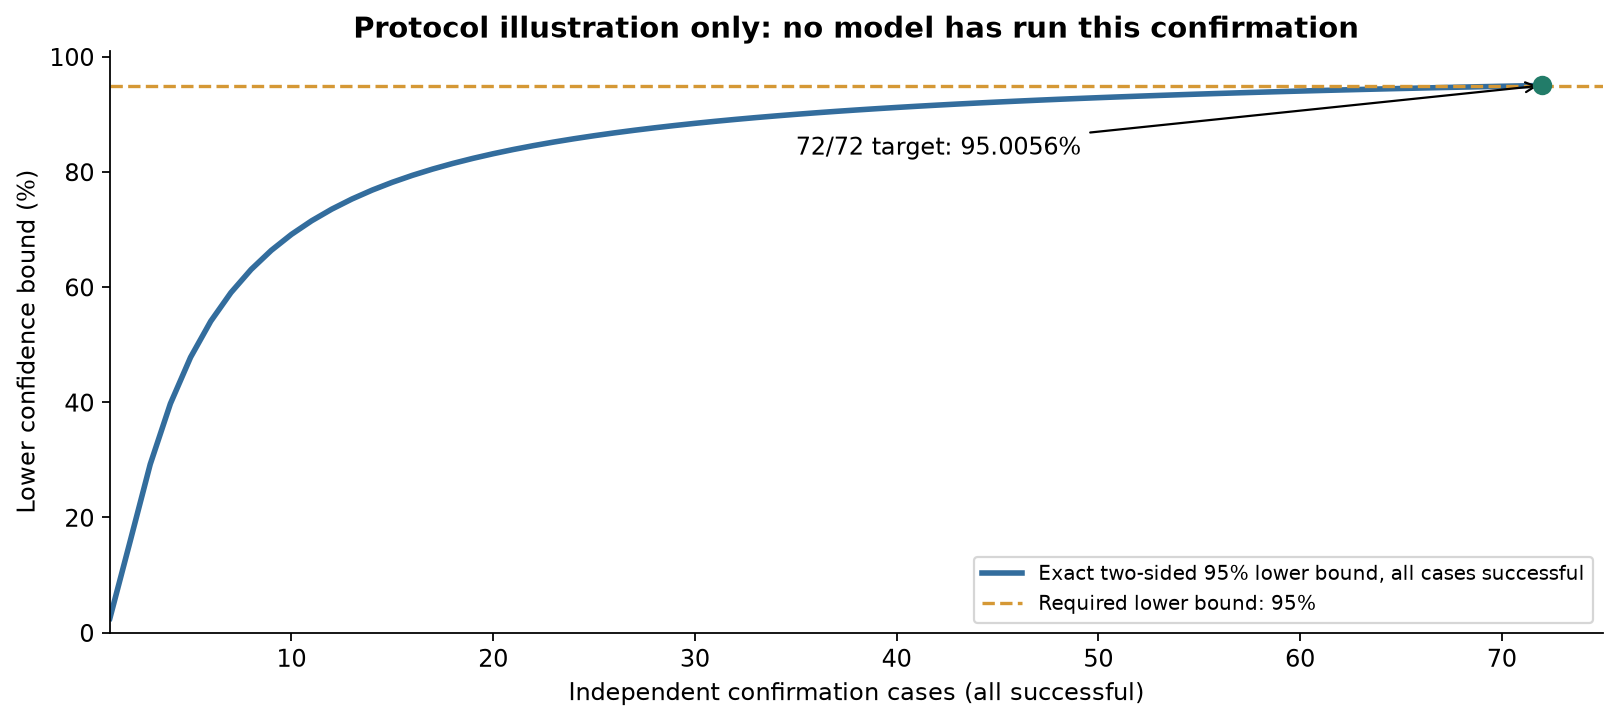 Protocol illustration only: no model has run this confirmation
100
80
60
40
20
0
Lower confidence bound (%)
72/72 target: 95.0056%
Exact two-sided 95% lower bound, all cases successful
Required lower bound: 95%
10 20 30 40 50 60 70
Independent confirmation cases (all successful)